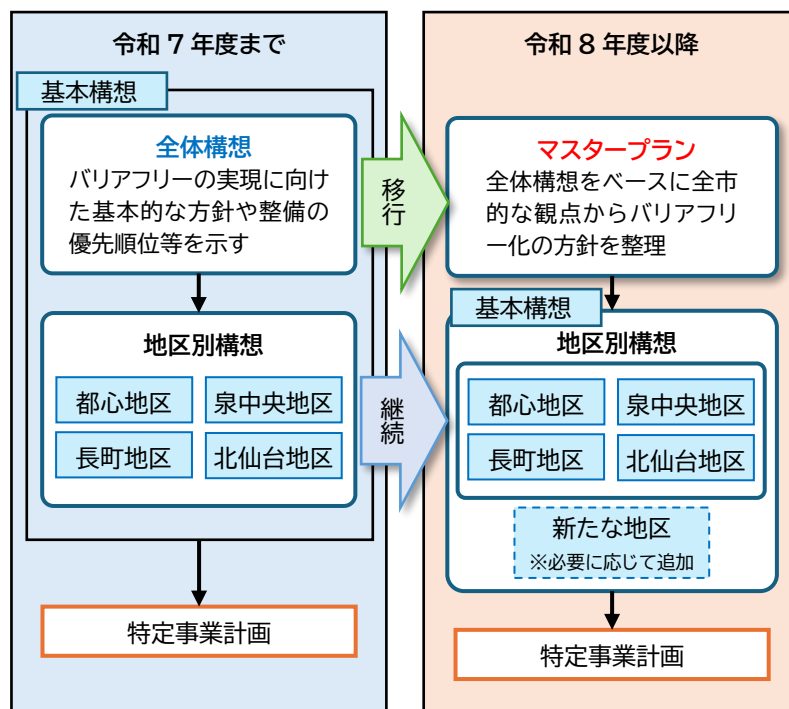 令和７年度まで
基本構想
全体構想
バリアフリーの実現に向け
た基本的な方針や整備の
優先順位等を示す
地区別構想
都心地区
泉中央地区
長町地区
北仙台地区
特定事業計画
移行
継続
令和８年度以降
マスタープラン
全体構想をベースに全市
的な観点からバリアフリ
ー化の方針を整理
基本構想
地区別構想
都心地区
泉中央地区
長町地区
北仙台地区
新たな地区
※必要に応じて追加
特定事業計画